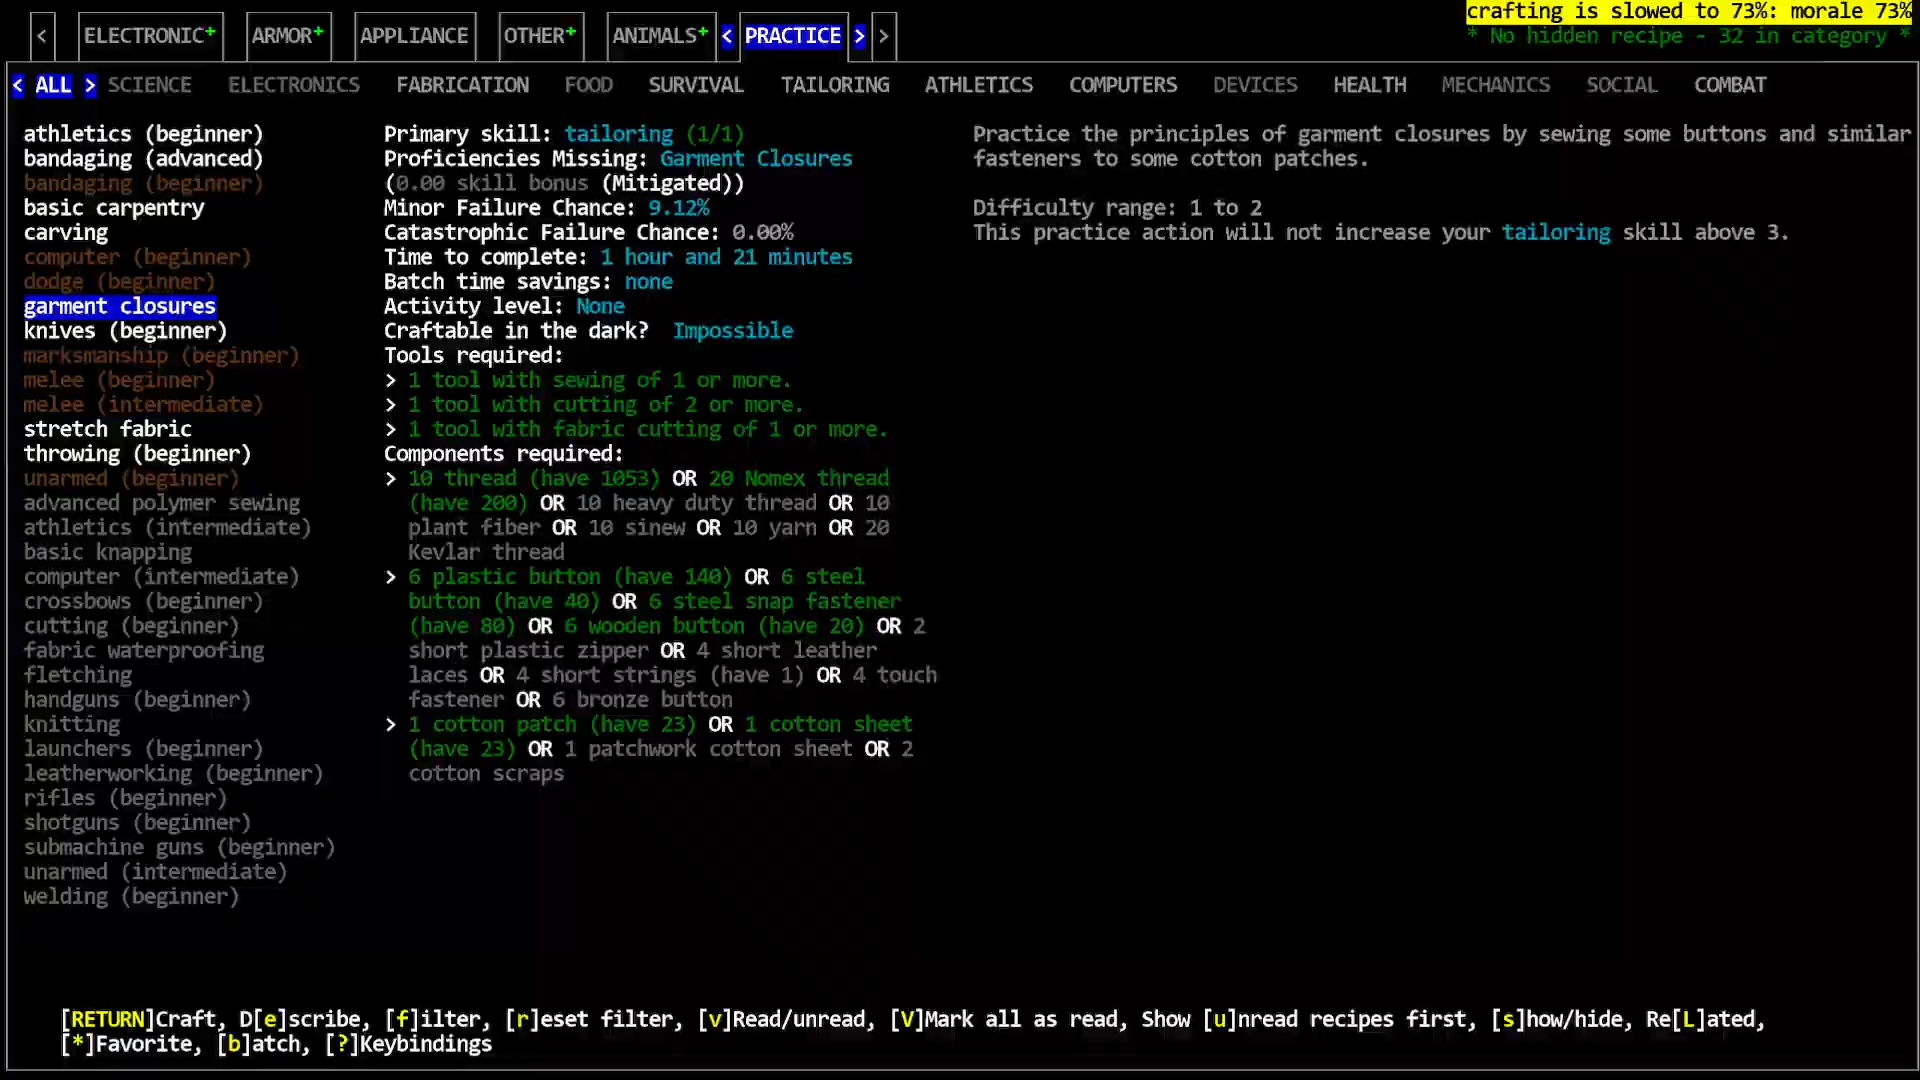 crafting is slowed to 73%: morale 73%
< ELECTRONIC+ ARMOR+ APPLIANCE OTHER+ ANIMALS+ < PRACTICE > >
* No hidden recipe - 32 in category *
< ALL > SCIENCE ELECTRONICS FABRICATION FOOD SURVIVAL TAILORING ATHLETICS COMPUTERS DEVICES HEALTH MECHANICS SOCIAL COMBAT
athletics (beginner)
bandaging (advanced)
bandaging (beginner)
basic carpentry
carving
computer (beginner)
dodge (beginner)
garment closures
knives (beginner)
marksmanship (beginner)
melee (beginner)
melee (intermediate)
stretch fabric
throwing (beginner)
unarmed (beginner)
advanced polymer sewing
athletics (intermediate)
basic knapping
computer (intermediate)
crossbows (beginner)
cutting (beginner)
fabric waterproofing
fletching
handguns (beginner)
knitting
launchers (beginner)
leatherworking (beginner)
rifles (beginner)
shotguns (beginner)
submachine guns (beginner)
unarmed (intermediate)
welding (beginner)
Primary skill: tailoring (1/1)
Proficiencies Missing: Garment Closures
(0.00 skill bonus (Mitigated))
Minor Failure Chance: 9.12%
Catastrophic Failure Chance: 0.00%
Time to complete: 1 hour and 21 minutes
Batch time savings: none
Activity level: None
Craftable in the dark? Impossible
Tools required:
> 1 tool with sewing of 1 or more.
> 1 tool with cutting of 2 or more.
> 1 tool with fabric cutting of 1 or more.
Components required:
> 10 thread (have 1053) OR 20 Nomex thread
(have 200) OR 10 heavy duty thread OR 10
plant fiber OR 10 sinew OR 10 yarn OR 20
Kevlar thread
> 6 plastic button (have 140) OR 6 steel
button (have 40) OR 6 steel snap fastener
(have 80) OR 6 wooden button (have 20) OR 2
short plastic zipper OR 4 short leather
laces OR 4 short strings (have 1) OR 4 touch
fastener OR 6 bronze button
> 1 cotton patch (have 23) OR 1 cotton sheet
(have 23) OR 1 patchwork cotton sheet OR 2
cotton scraps
Practice the principles of garment closures by sewing some buttons and similar
fasteners to some cotton patches.
Difficulty range: 1 to 2
This practice action will not increase your tailoring skill above 3.
[RETURN]Craft, D[e]scribe, [f]ilter, [r]eset filter, [v]Read/unread, [V]Mark all as read, Show [u]nread recipes first, [s]how/hide, Re[L]ated,
[*]Favorite, [b]atch, [?]Keybindings